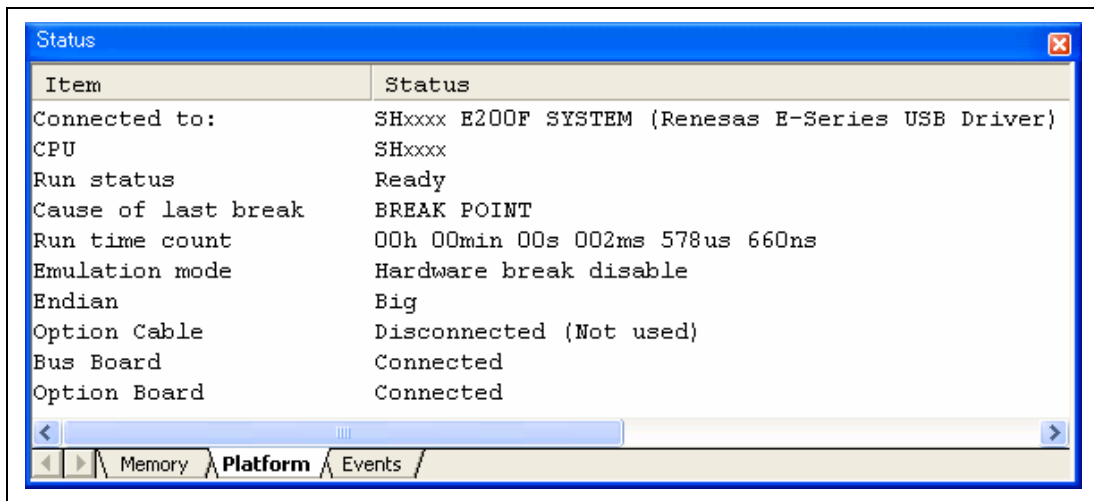 Status
Item Status
Connected to: SHxxxx E200F SYSTEM (Renesas E-Series USB Driver)
CPU SHxxxx
Run status Ready
Cause of last break BREAK POINT
Run time count 00h 00min 00s 002ms 578us 660ns
Emulation mode Hardware break disable
Endian Big
Option Cable Disconnected (Not used)
Bus Board Connected
Option Board Connected
Memory Platform Events